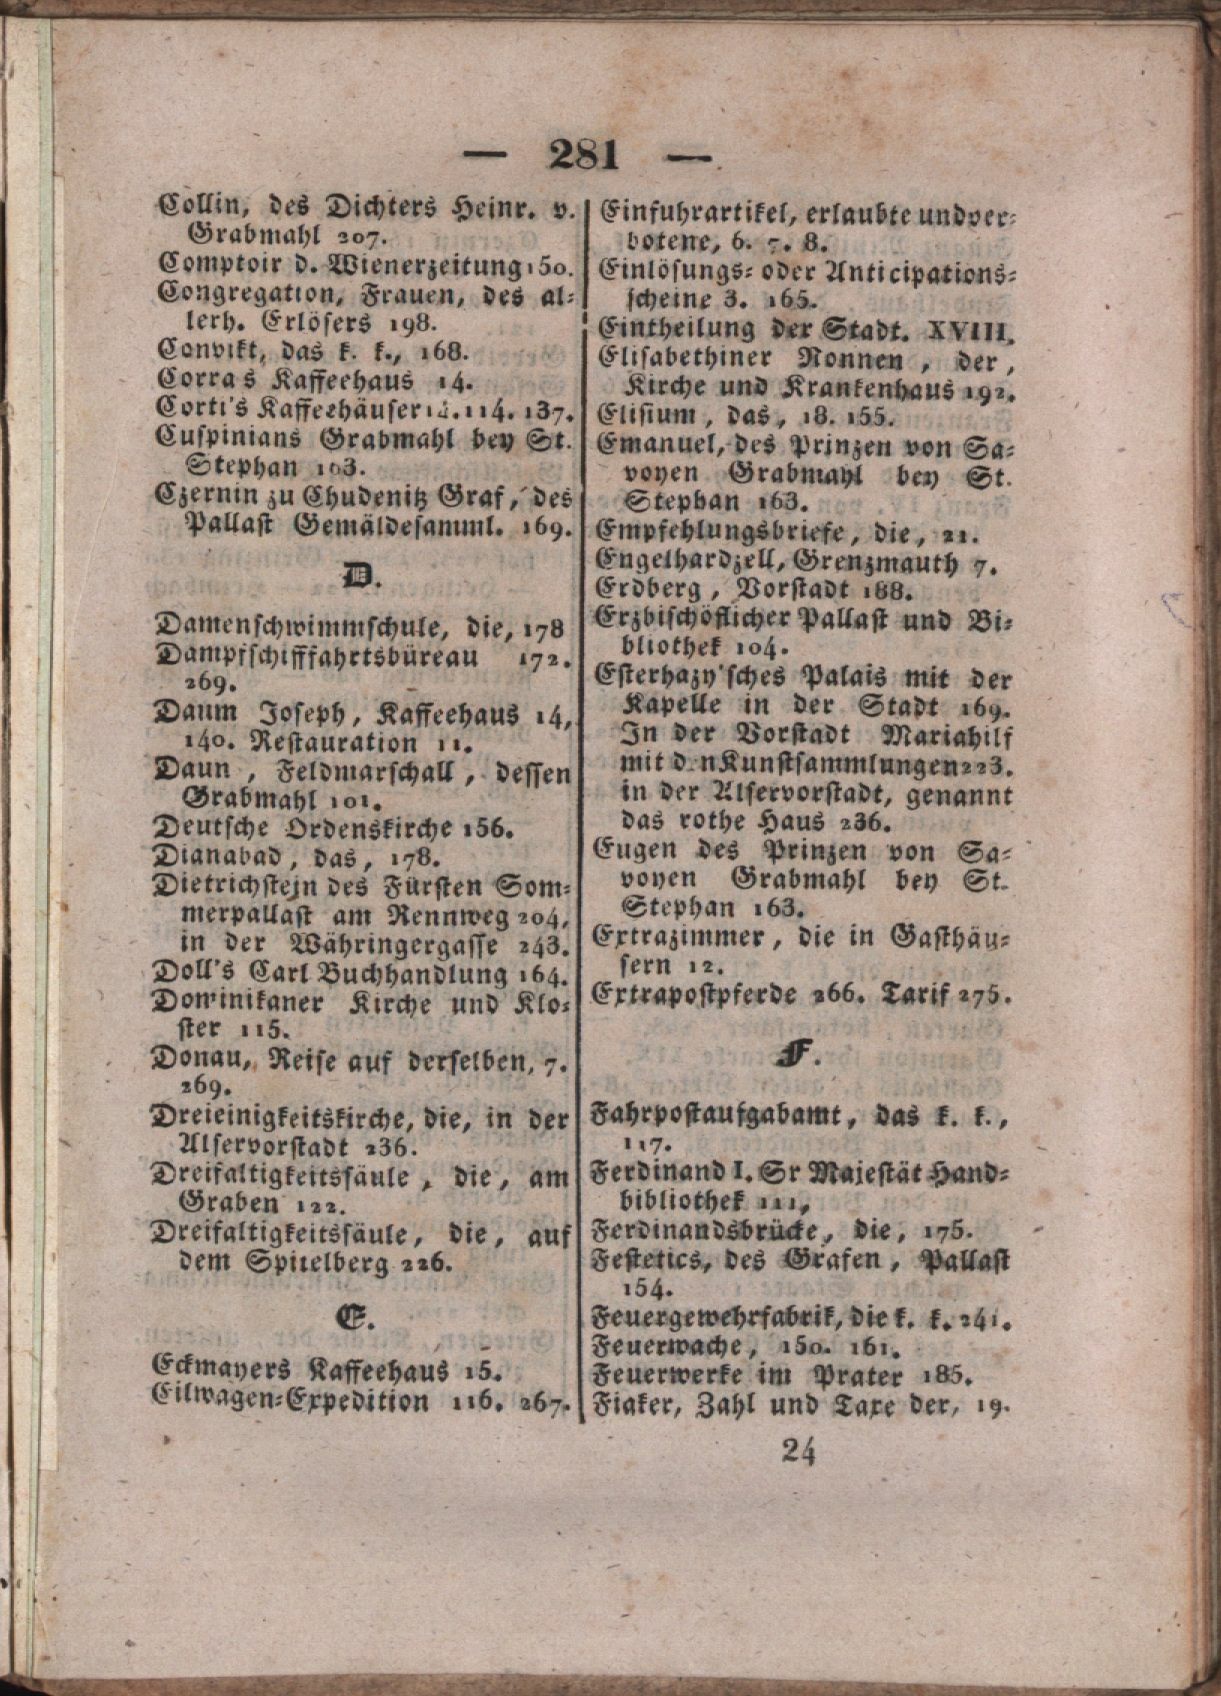 — 281 —
Collin, des Dichters Heinr. v.
Grabmahl 207.
Comptoir d. Wienerzeitung 150.
Congregation, Frauen, des al-
lerh. Erlösers 198.
Convikt, das k. k., 168.
Corra's Kaffeehaus 14.
Corti's Kaffeehäuser 14. 114. 137.
Cuspinians Grabmahl bey St.
Stephan 163.
Czernin zu Chudenitz Graf, des
Pallast Gemäldesamml. 169.
D.
Damenschwimmschule, die, 178
Dampfschifffahrtsbüreau 172.
269.
Daum Joseph, Kaffeehaus 14,
140. Restauration 11.
Daun, Feldmarschall, dessen
Grabmahl 101.
Deutsche Ordenskirche 156.
Dianabad, das, 178.
Dietrichstejn des Fürsten Som-
merpallast am Rennweg 204,
in der Währingergasse 243.
Doll's Carl Buchhandlung 164.
Dominikaner Kirche und Klo-
ster 115.
Donau, Reise auf derselben, 7.
269.
Dreieinigkeitskirche, die, in der
Alservorstadt 236.
Dreifaltigkeitssäule, die, am
Graben 122.
Dreifaltigkeitssäule, die, auf
dem Spitelberg 226.
E.
Eckmayers Kaffeehaus 15.
Eilwagen-Expedition 116. 267.
Einfuhrartikel, erlaubte und ver-
botene, 6. 7. 8.
Einlösungs- oder Anticipations-
scheine 3. 165.
Eintheilung der Stadt. XVIII.
Elisabethiner Nonnen, der,
Kirche und Krankenhaus 192.
Elisium, das, 18. 155.
Emanuel, des Prinzen von Sa-
voyen Grabmahl bey St.
Stephan 163.
Empfehlungsbriefe, die, 21.
Engelhardzell, Grenzmauth 7.
Erdberg, Vorstadt 188.
Erzbischöflicher Pallast und Bi-
bliothek 104.
Esterhazy'sches Palais mit der
Kapelle in der Stadt 169.
In der Vorstadt Mariahilf
mit d n Kunstsammlungen 223.
in der Alservorstadt, genannt
das rothe Haus 236.
Eugen des Prinzen von Sa-
voyen Grabmahl bey St.
Stephan 163.
Extrazimmer, die in Gasthäu-
sern 12.
Extrapostpferde 266. Tarif 275.
F.
Fahrpostaufgabamt, das k. k.,
117.
Ferdinand I. Sr Majestät Hand-
bibliothek 111,
Ferdinandsbrücke, die, 175.
Festetics, des Grafen, Pallast
154.
Feuergewehrfabrik, die k. k. 241.
Feuerwache, 150. 161.
Feuerwerke im Prater 185.
Fiaker, Zahl und Taxe der, 19.
24